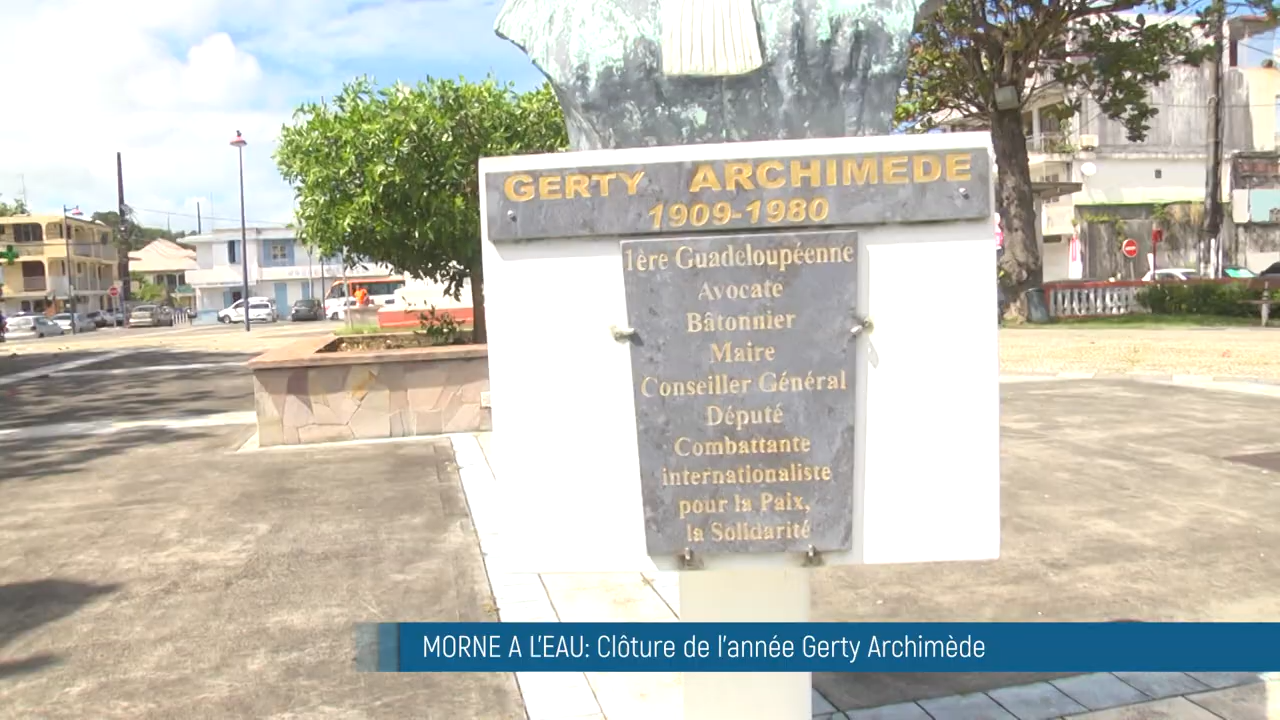 GERTY ARCHIMEDE
1909-1980
1ère Guadeloupéenne
Avocate
Bâtonnier
Maire
Conseiller Général
Député
Combattante
internationaliste
pour la Paix,
la Solidarité
MORNE A L'EAU: Clôture de l'année Gerty Archimède